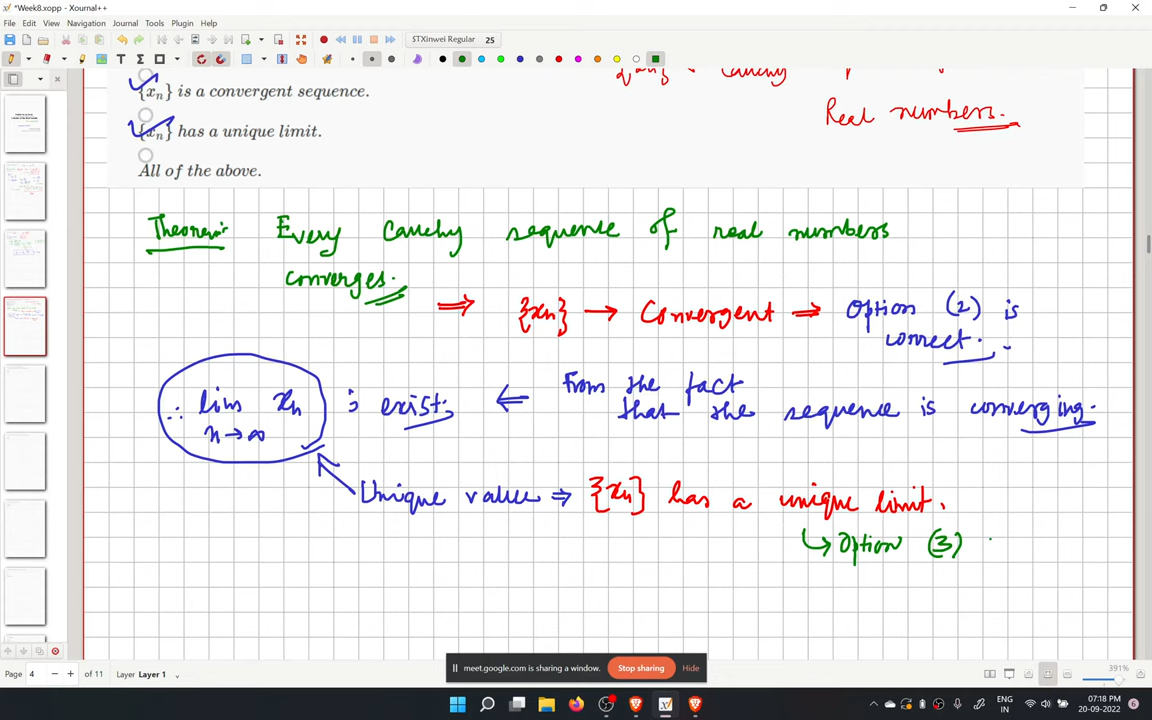 *Week8.xopp - Xournal++
File Edit View Navigation Journal Tools Plugin Help
STXinwei Regular 25
{xₙ} is a convergent sequence.
{xₙ} has a unique limit.
All of the above.
Cauchy
Real numbers.
Theorem: Every Cauchy sequence of real numbers
converges.
⇒ {xn} → Convergent ⇒ Option (2) is
correct.
∴ lim xn is exist. ⇐ From the fact
n→∞ that the sequence is converging.
Unique value ⇒ {xn} has a unique limit.
↳ Option (3)
meet.google.com is sharing a window. Stop sharing Hide
Page 4 of 11 Layer Layer 1 391%
ENG
IN
07:18 PM
20-09-2022
6